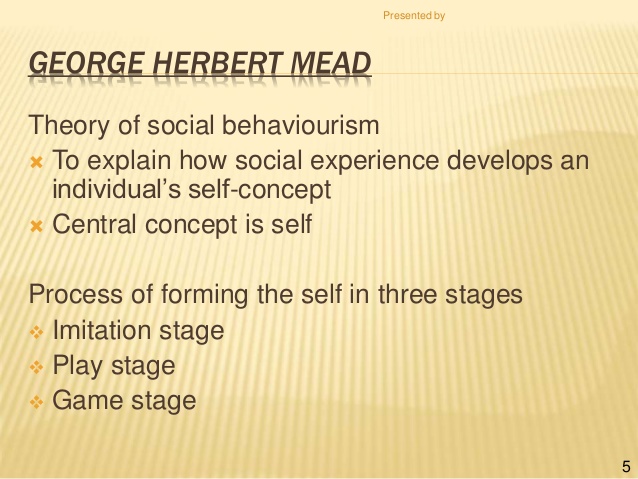 Presented by
GEORGE HERBERT MEAD
Theory of social behaviourism
To explain how social experience develops an
individual’s self-concept
Central concept is self
Process of forming the self in three stages
Imitation stage
Play stage
Game stage
5